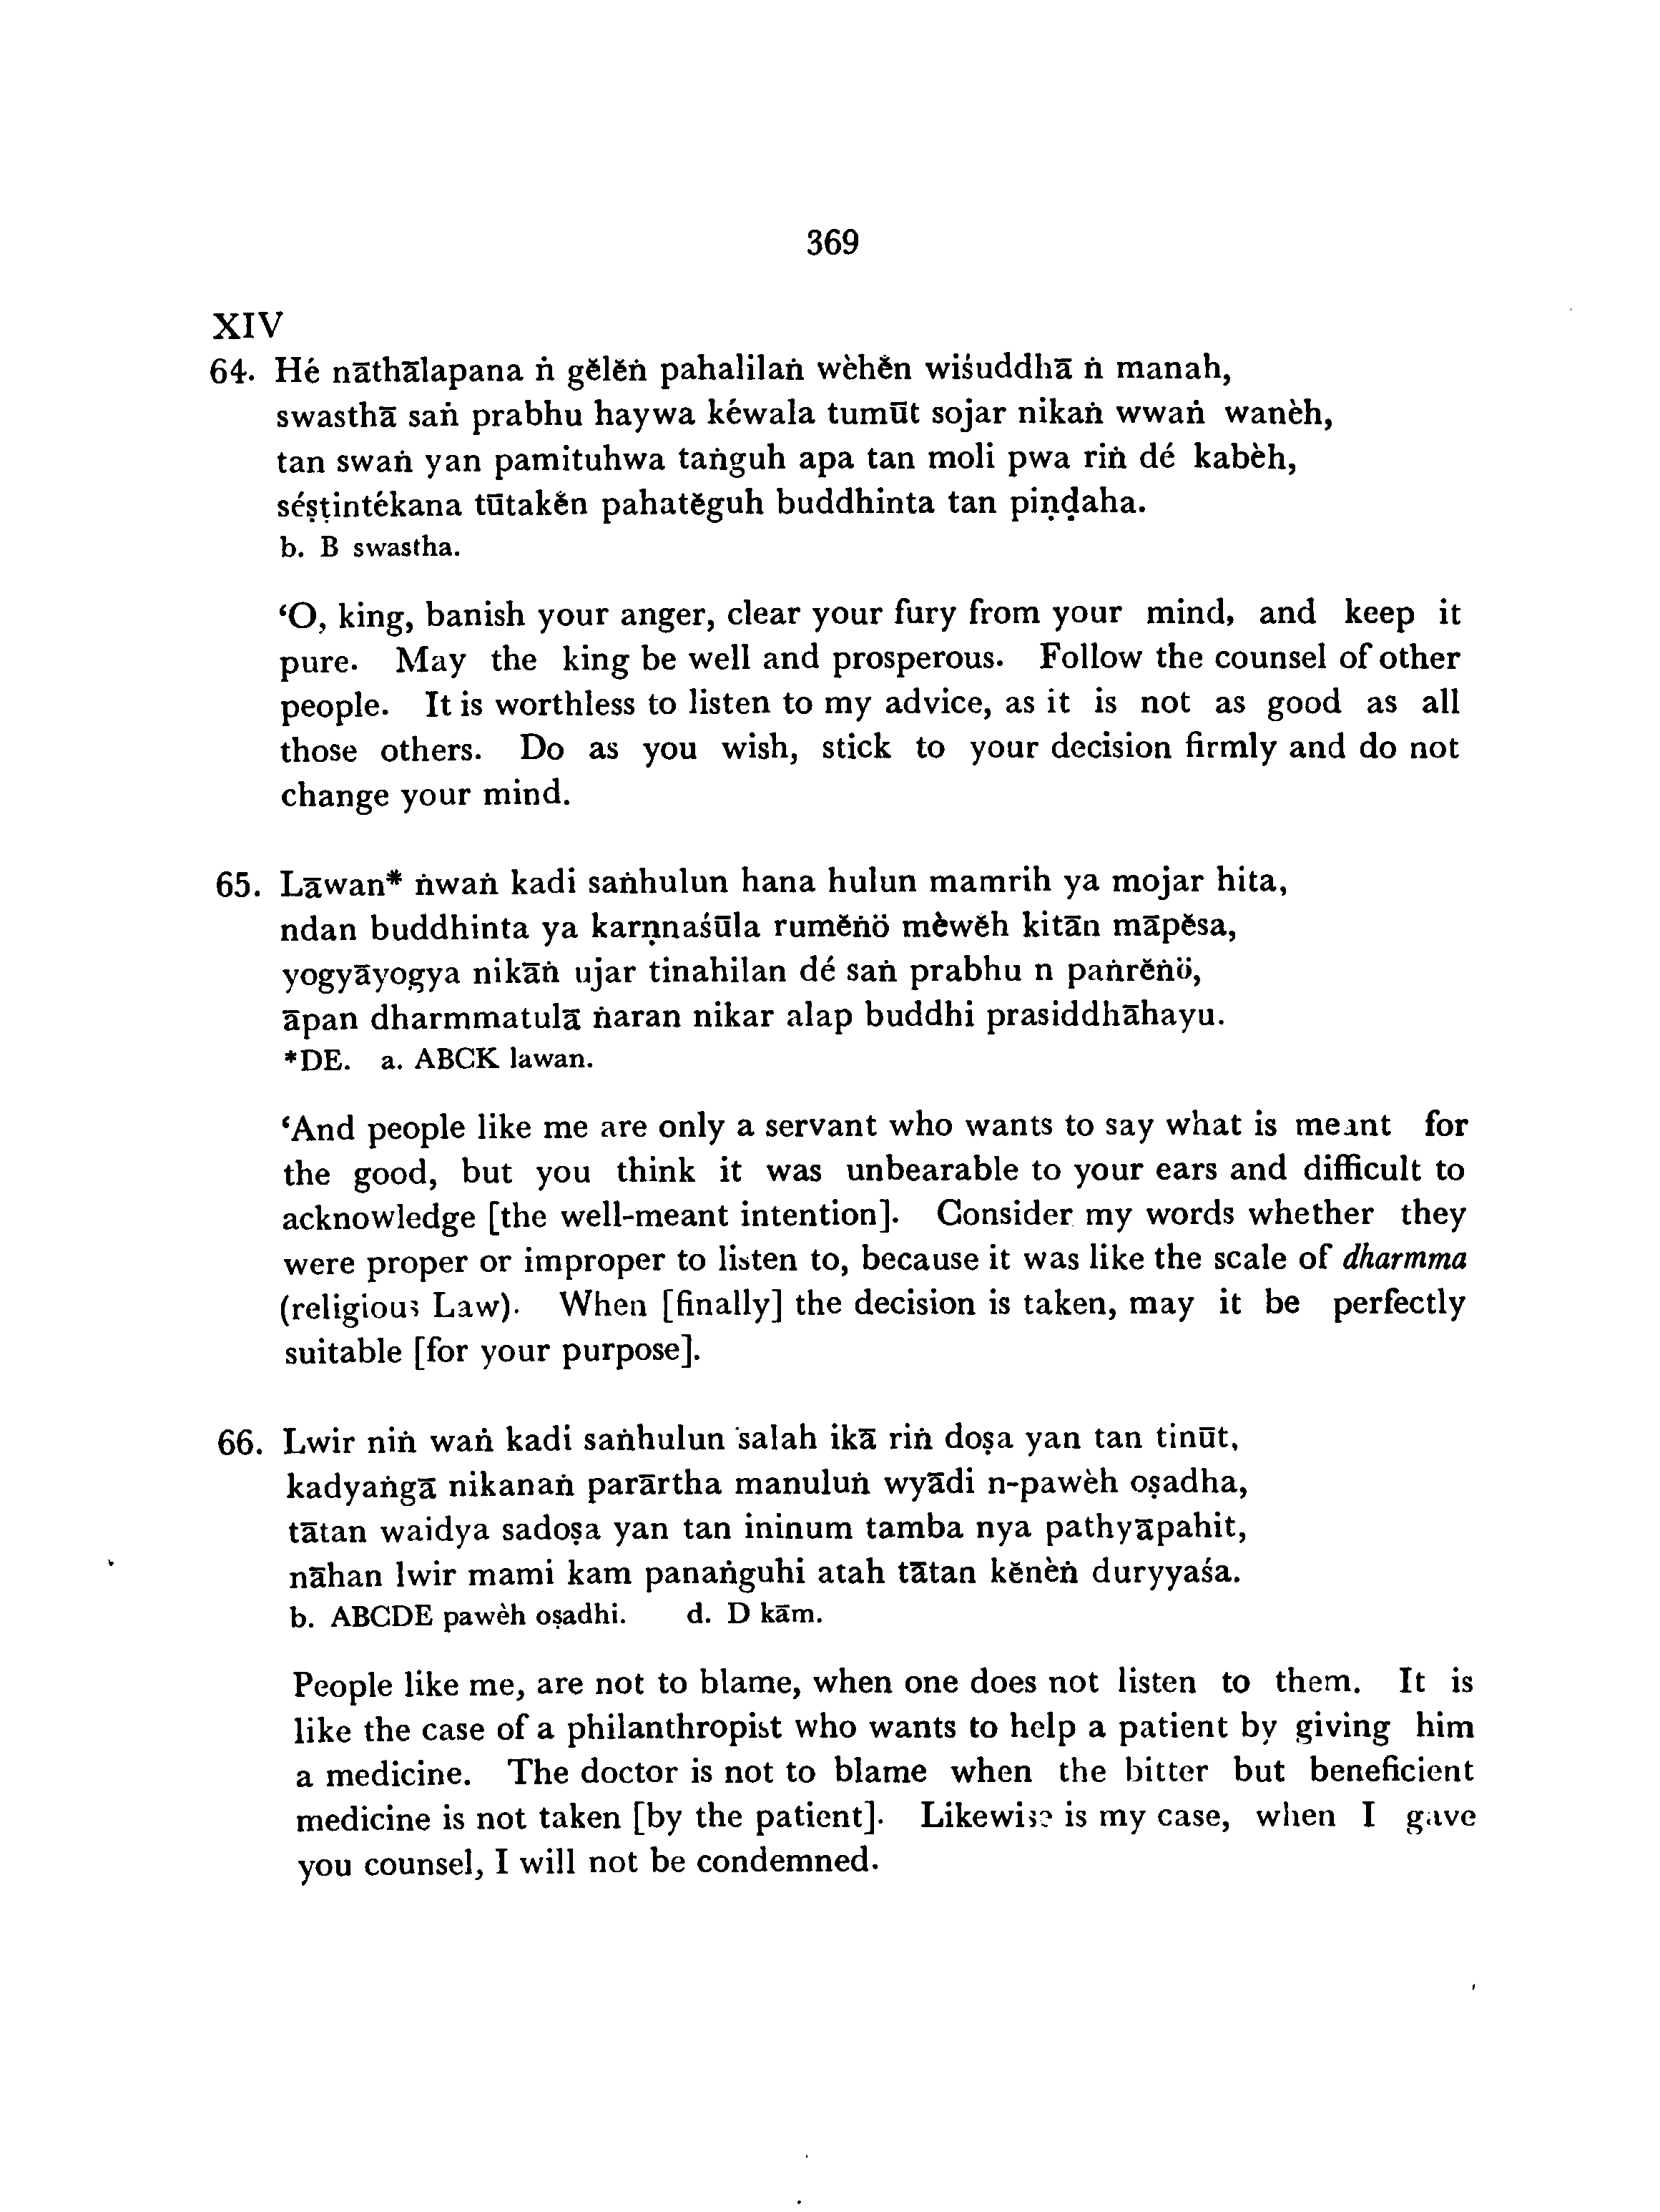 369
XIV
64. Hé nāthālapana ṅ gĕlĕṅ pahalilaṅ wèhĕn wiśuddhā ṅ manah,
swasthā saṅ prabhu haywa kéwala tumūt sojar nikaṅ wwaṅ wanèh,
tan swaṅ yan pamituhwa taṅguh apa tan moli pwa riṅ dé kabèh,
séṣṭintékana tūtakĕn pahatĕguh buddhinta tan piṇḍaha.
b. B swastha.
‘O, king, banish your anger, clear your fury from your mind, and keep it
pure. May the king be well and prosperous. Follow the counsel of other
people. It is worthless to listen to my advice, as it is not as good as all
those others. Do as you wish, stick to your decision firmly and do not
change your mind.
65. Lāwan* ṅwaṅ kadi saṅhulun hana hulun mamrih ya mojar hita,
ndan buddhinta ya karṇnaśūla rumĕṅö mèwĕh kitān māpĕsa,
yogyāyogya nikāṅ ujar tinahilan dé saṅ prabhu n paṅrĕṅö,
āpan dharmmatulā ṅaran nikar alap buddhi prasiddhāhayu.
*DE. a. ABCK lawan.
‘And people like me are only a servant who wants to say what is meant for
the good, but you think it was unbearable to your ears and difficult to
acknowledge [the well-meant intention]. Consider my words whether they
were proper or improper to listen to, because it was like the scale of dharmma
(religious Law). When [finally] the decision is taken, may it be perfectly
suitable [for your purpose].
66. Lwir niṅ waṅ kadi saṅhulun salah ikā riṅ doṣa yan tan tinūt,
kadyaṅgā nikanaṅ parārtha manuluṅ wyādi n-pawèh oṣadha,
tātan waidya sadoṣa yan tan ininum tamba nya pathyāpahit,
nāhan lwir mami kam panaṅguhi atah tātan kĕnèṅ duryyaśa.
b. ABCDE pawèh oṣadhi. d. D kām.
People like me, are not to blame, when one does not listen to them. It is
like the case of a philanthropist who wants to help a patient by giving him
a medicine. The doctor is not to blame when the bitter but beneficient
medicine is not taken [by the patient]. Likewise is my case, when I gave
you counsel, I will not be condemned.